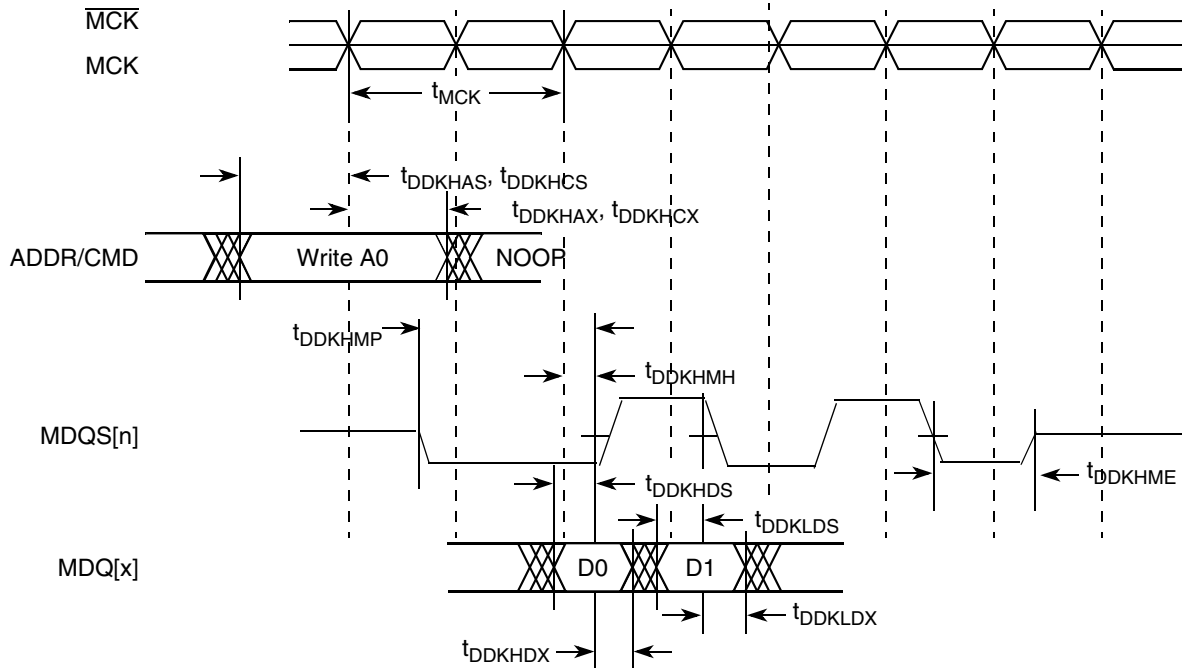 MCK
MCK
tMCK
tDDKHAS, tDDKHCS
tDDKHAX, tDDKHCX
ADDR/CMD
Write A0
NOOP
tDDKHMP
tDDKHMH
MDQS[n]
tDDKHDS
tDDKHME
tDDKLDS
MDQ[x]
D0
D1
tDDKLDX
tDDKHDX